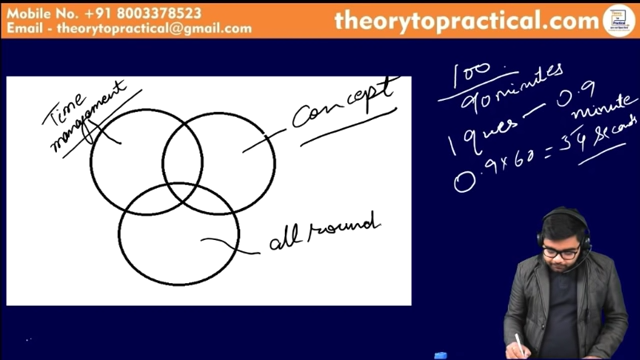 Mobile No. +91 8003378523
Email - theorytopractical@gmail.com
theorytopractical.com
Time
management
Concept
all round
100
90 minutes
1 ques — 0.9
minute
0.9 × 60 = 54 seconds